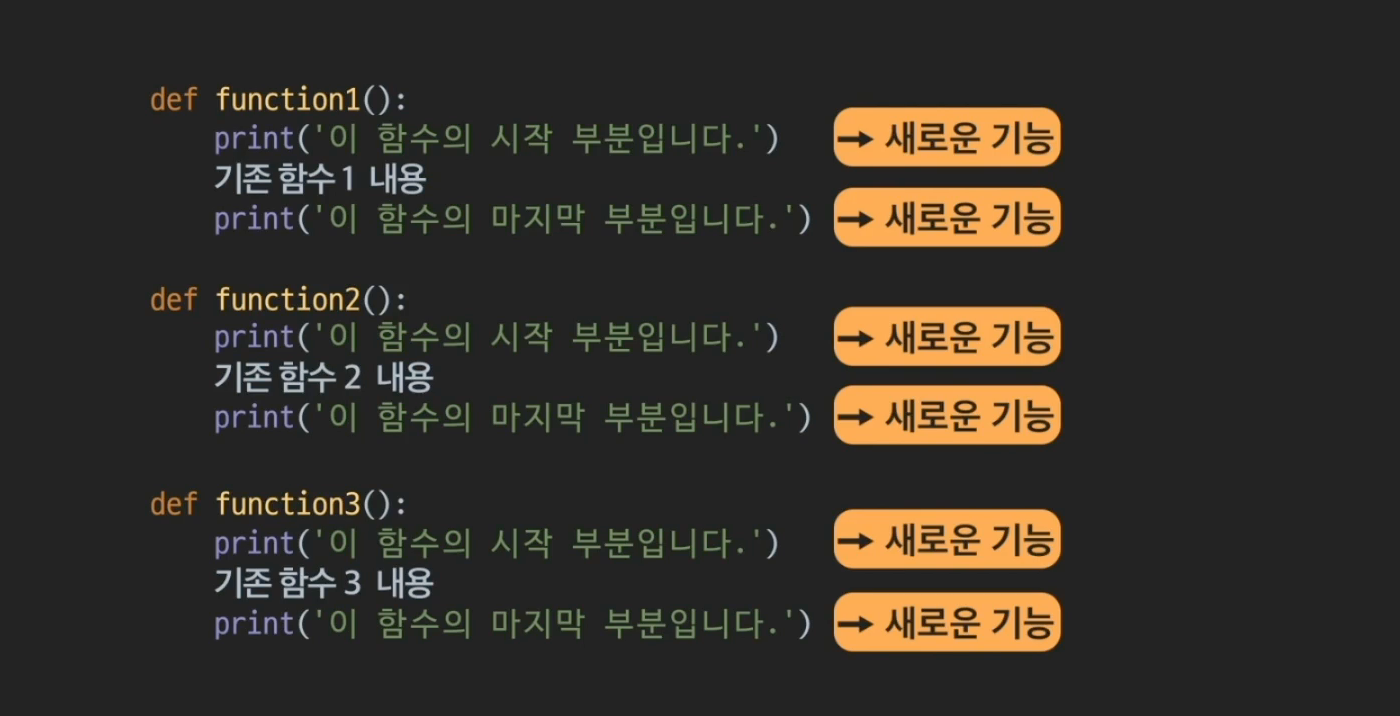 def function1():
print('이 함수의 시작 부분입니다.') → 새로운 기능
기존 함수 1 내용
print('이 함수의 마지막 부분입니다.') → 새로운 기능
def function2():
print('이 함수의 시작 부분입니다.') → 새로운 기능
기존 함수 2 내용
print('이 함수의 마지막 부분입니다.') → 새로운 기능
def function3():
print('이 함수의 시작 부분입니다.') → 새로운 기능
기존 함수 3 내용
print('이 함수의 마지막 부분입니다.') → 새로운 기능